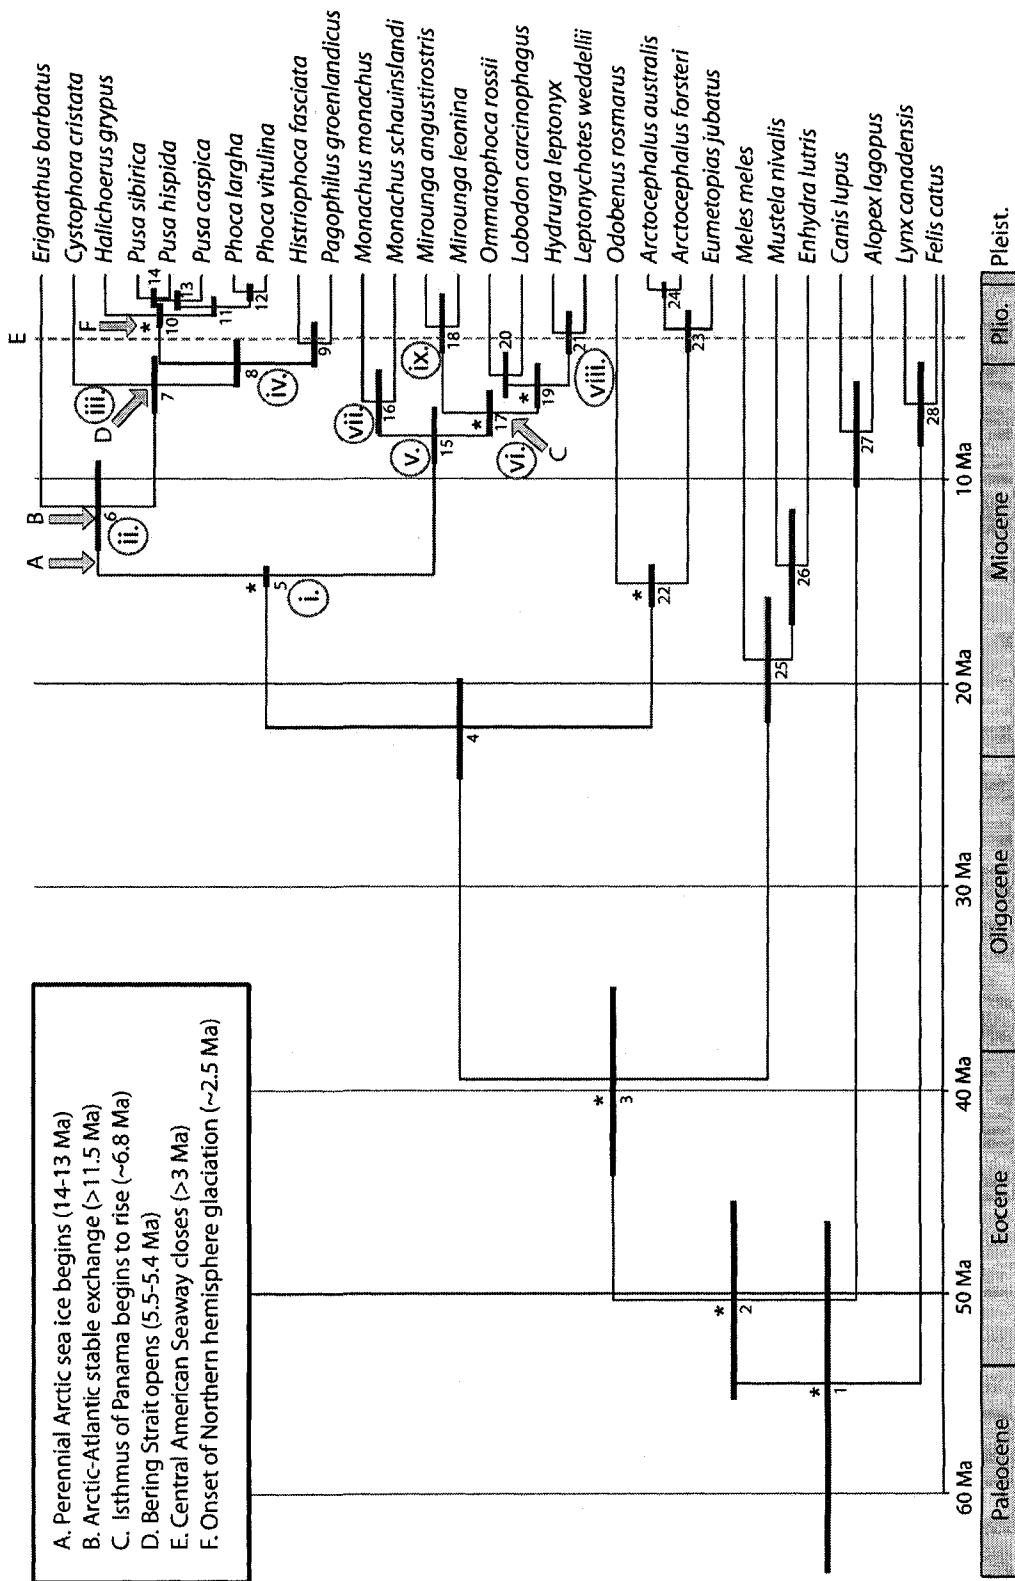 A. Perennial Arctic sea ice begins (14-13 Ma)
B. Arctic-Atlantic stable exchange (>11.5 Ma)
C. Isthmus of Panama begins to rise (~6.8 Ma)
D. Bering Strait opens (5.5-5.4 Ma)
E. Central American Seaway closes (>3 Ma)
F. Onset of Northern hemisphere glaciation (~2.5 Ma)
Erignathus barbatus
Cystophora cristata
Halichoerus grypus
Pusa sibirica
Pusa hispida
Pusa caspica
Phoca largha
Phoca vitulina
Histriophoca fasciata
Pagophilus groenlandicus
Monachus monachus
Monachus schauinslandi
Mirounga angustirostris
Mirounga leonina
Ommatophoca rossii
Lobodon carcinophagus
Hydrurga leptonyx
Leptonychotes weddellii
Odobenus rosmarus
Arctocephalus australis
Arctocephalus forsteri
Eumetopias jubatus
Meles meles
Mustela nivalis
Enhydra lutris
Canis lupus
Alopex lagopus
Lynx canadensis
Felis catus
A
B
C
D
E
F
i.
ii.
iii.
iv.
v.
vi.
vii.
viii.
ix.
* 1
* 2
* 3
4
* 5
6
7
8
9
* 10
11
12
13
14
15
16
* 17
18
* 19
20
21
* 22
23
24
25
26
27
28
60 Ma
50 Ma
40 Ma
30 Ma
20 Ma
10 Ma
Paleocene
Eocene
Oligocene
Miocene
Plio.
Pleist.